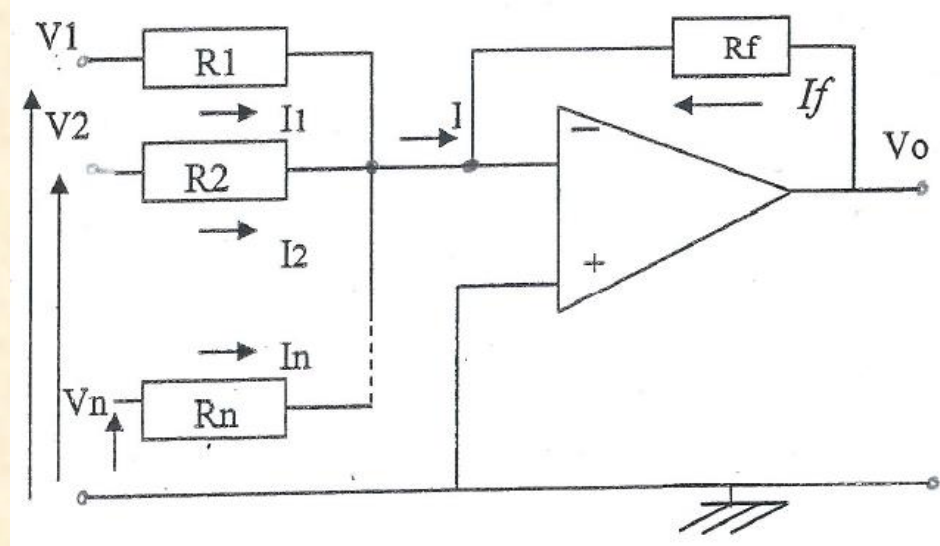 V1
R1
Rf
I1
I
If
V2
R2
−
Vo
I2
+
In
Vn
Rn